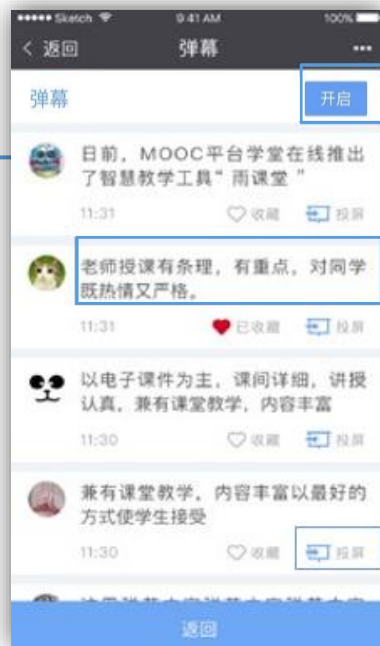 ●●●●● Sketch 9:41 AM 100%
< 返回 弹幕 •••
弹幕 开启
日前，MOOC平台学堂在线推出
了智慧教学工具“雨课堂”
11:31 收藏 投屏
老师授课有条理，有重点，对同学
既热情又严格。
11:31 已收藏 投屏
以电子课件为主，课间详细，讲授
认真，兼有课堂教学，内容丰富
11:30 收藏 投屏
兼有课堂教学，内容丰富以最好的
方式使学生接受
11:30 收藏 投屏
返回